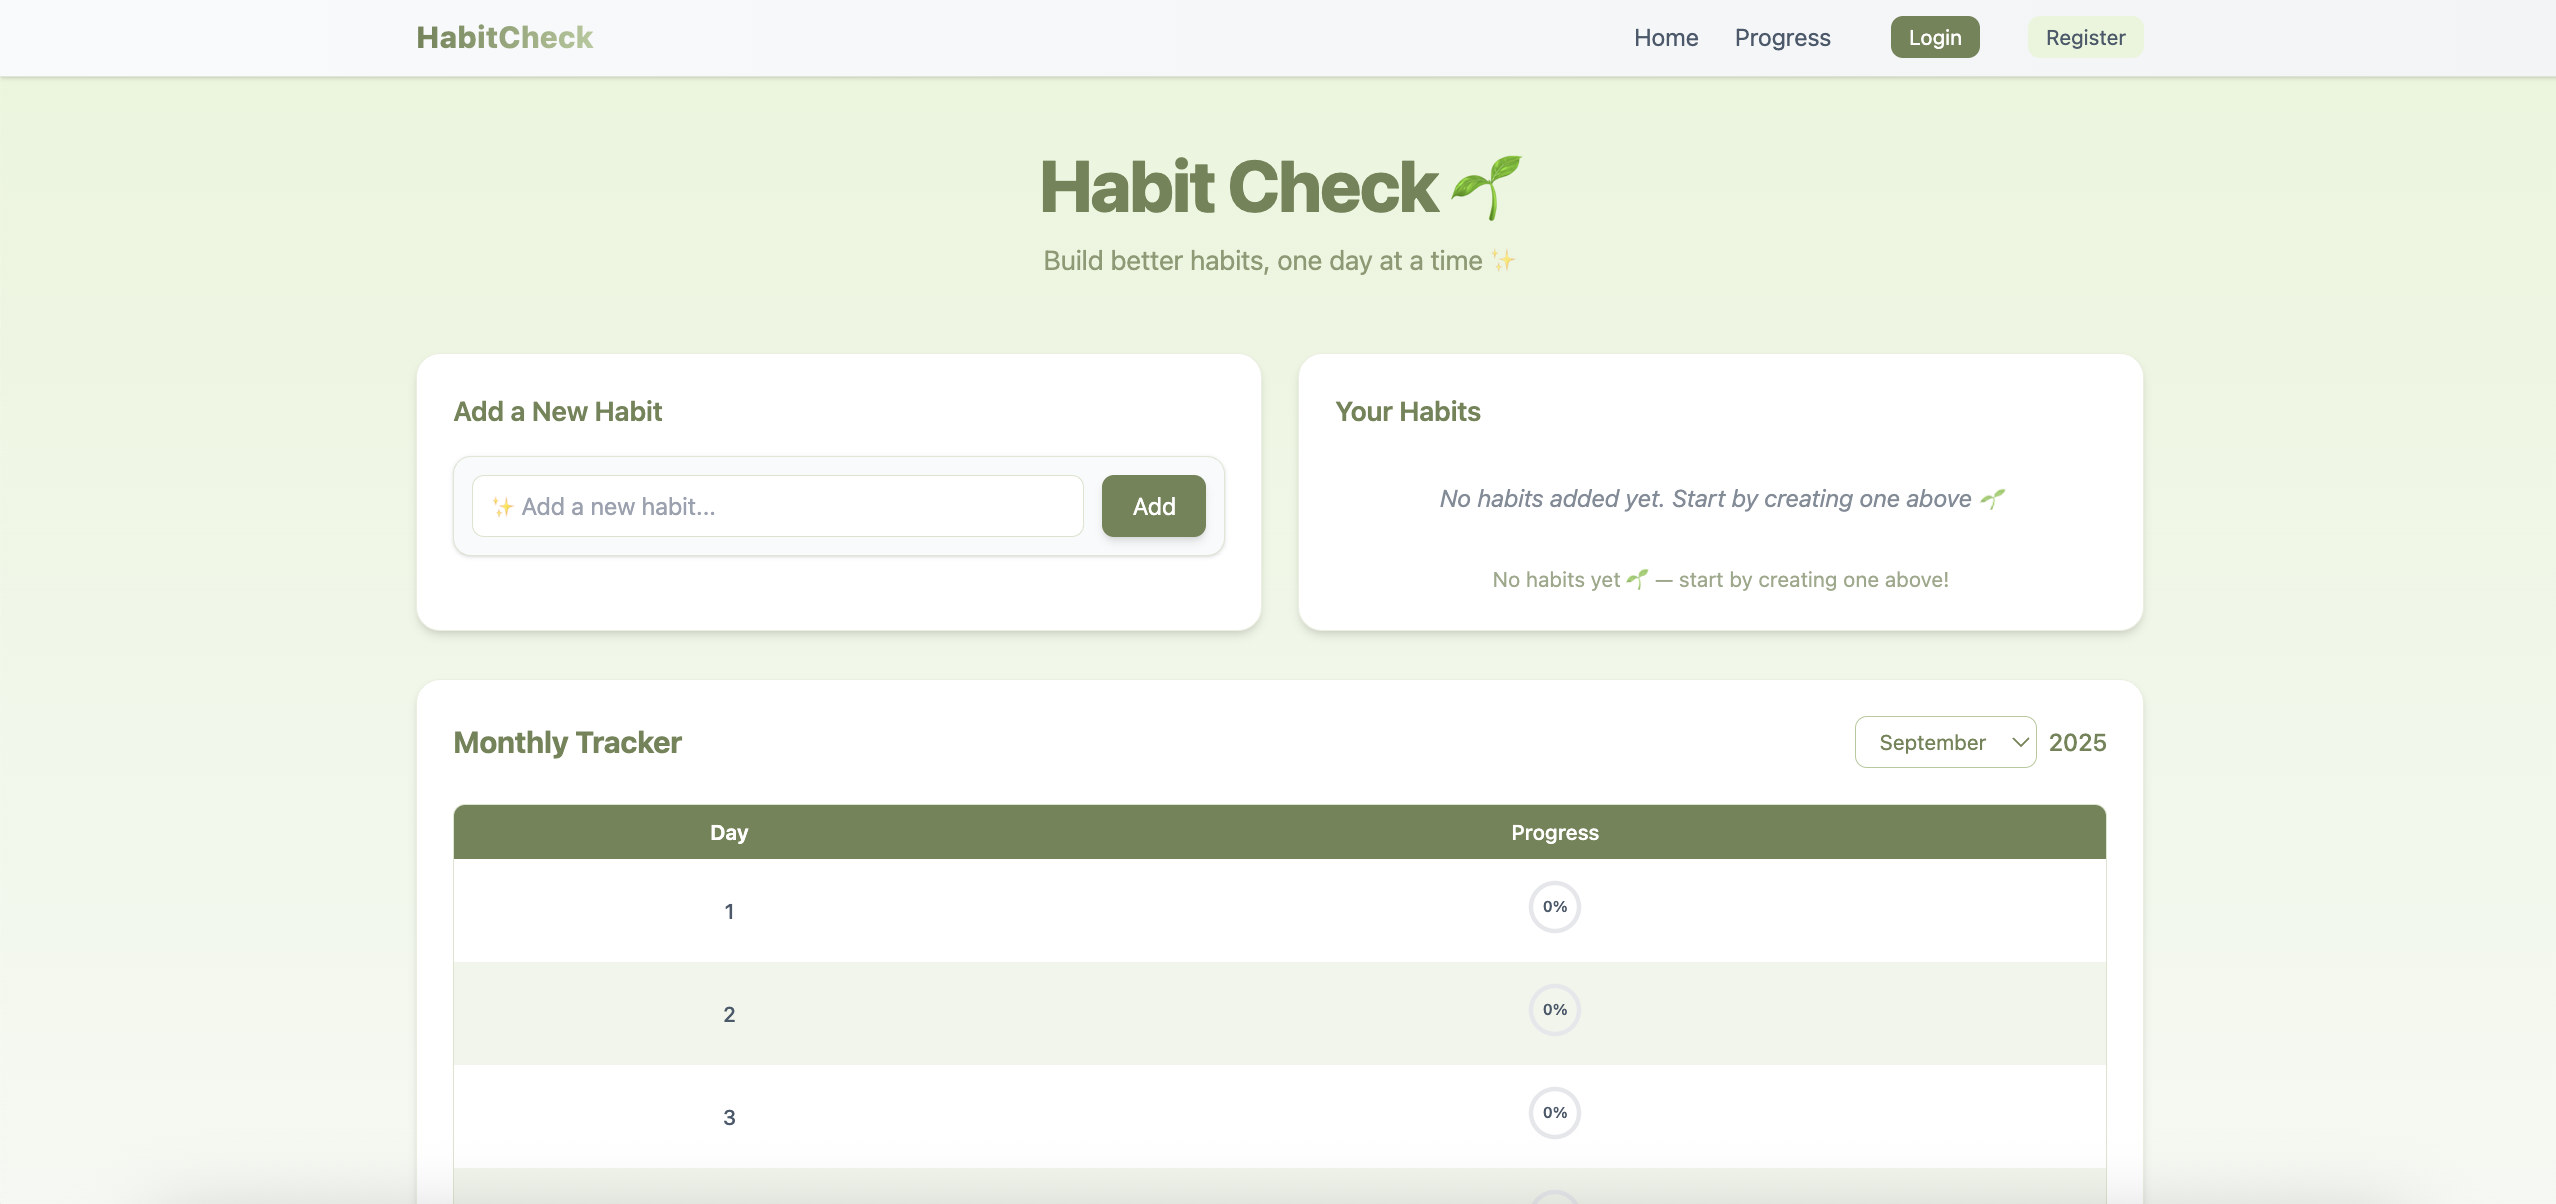 HabitCheck
Home
Progress
Login
Register
Habit Check 🌱
Build better habits, one day at a time ✨
Add a New Habit
✨ Add a new habit...
Add
Your Habits
No habits added yet. Start by creating one above 🌱
No habits yet 🌱 — start by creating one above!
Monthly Tracker
September
2025
Day
Progress
1
0%
2
0%
3
0%